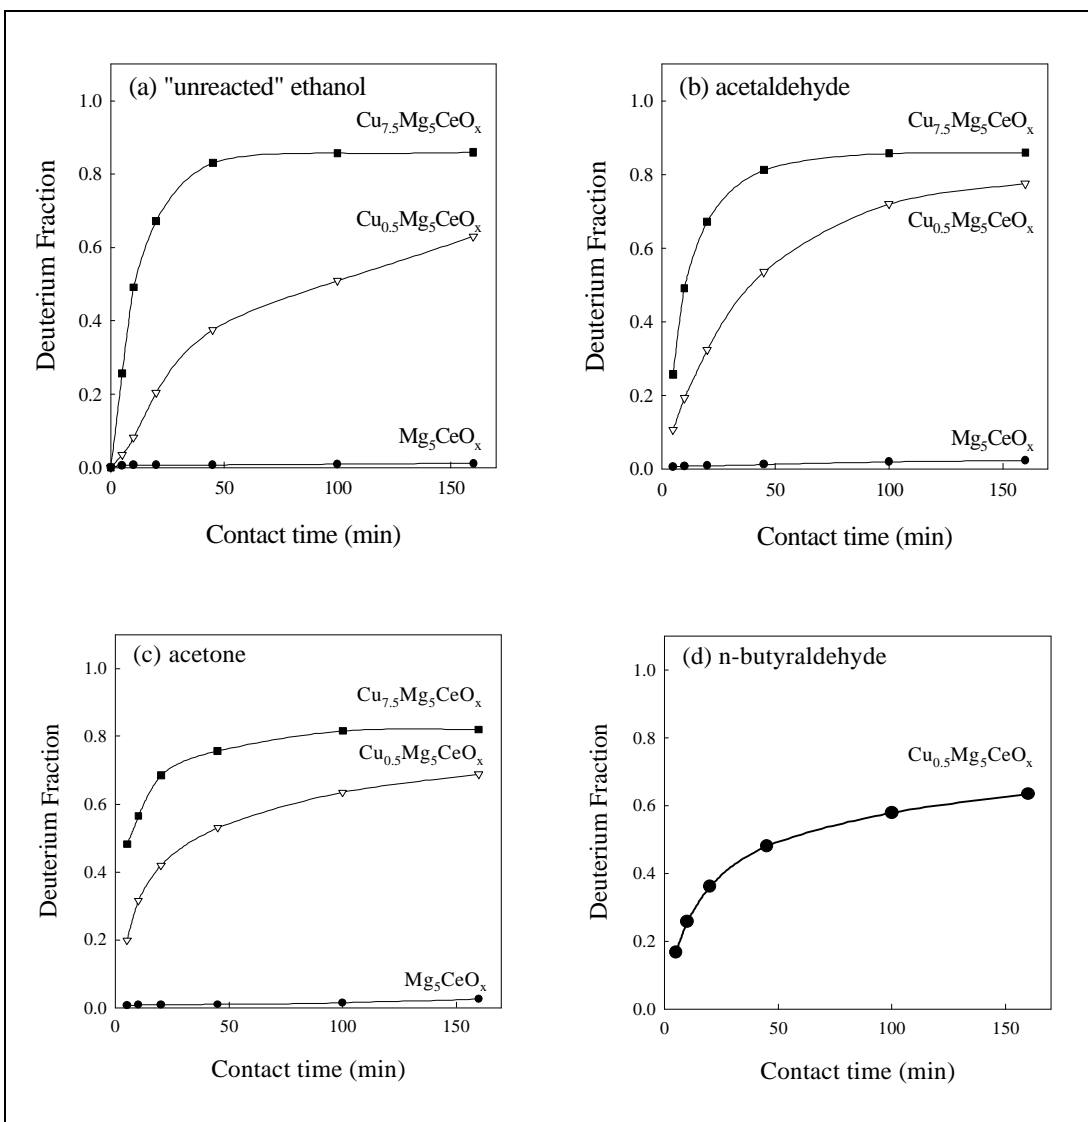 (a) "unreacted" ethanol
Cu7.5Mg5CeOx
Cu0.5Mg5CeOx
Mg5CeOx
Deuterium Fraction
1.0
0.8
0.6
0.4
0.2
0.0
0 50 100 150
Contact time (min)
(b) acetaldehyde
Cu7.5Mg5CeOx
Cu0.5Mg5CeOx
Mg5CeOx
Deuterium Fraction
1.0
0.8
0.6
0.4
0.2
0.0
0 50 100 150
Contact time (min)
(c) acetone
Cu7.5Mg5CeOx
Cu0.5Mg5CeOx
Mg5CeOx
Deuterium Fraction
1.0
0.8
0.6
0.4
0.2
0.0
0 50 100 150
Contact time (min)
(d) n-butyraldehyde
Cu0.5Mg5CeOx
Deuterium Fraction
1.0
0.8
0.6
0.4
0.2
0.0
0 50 100 150
Contact time (min)